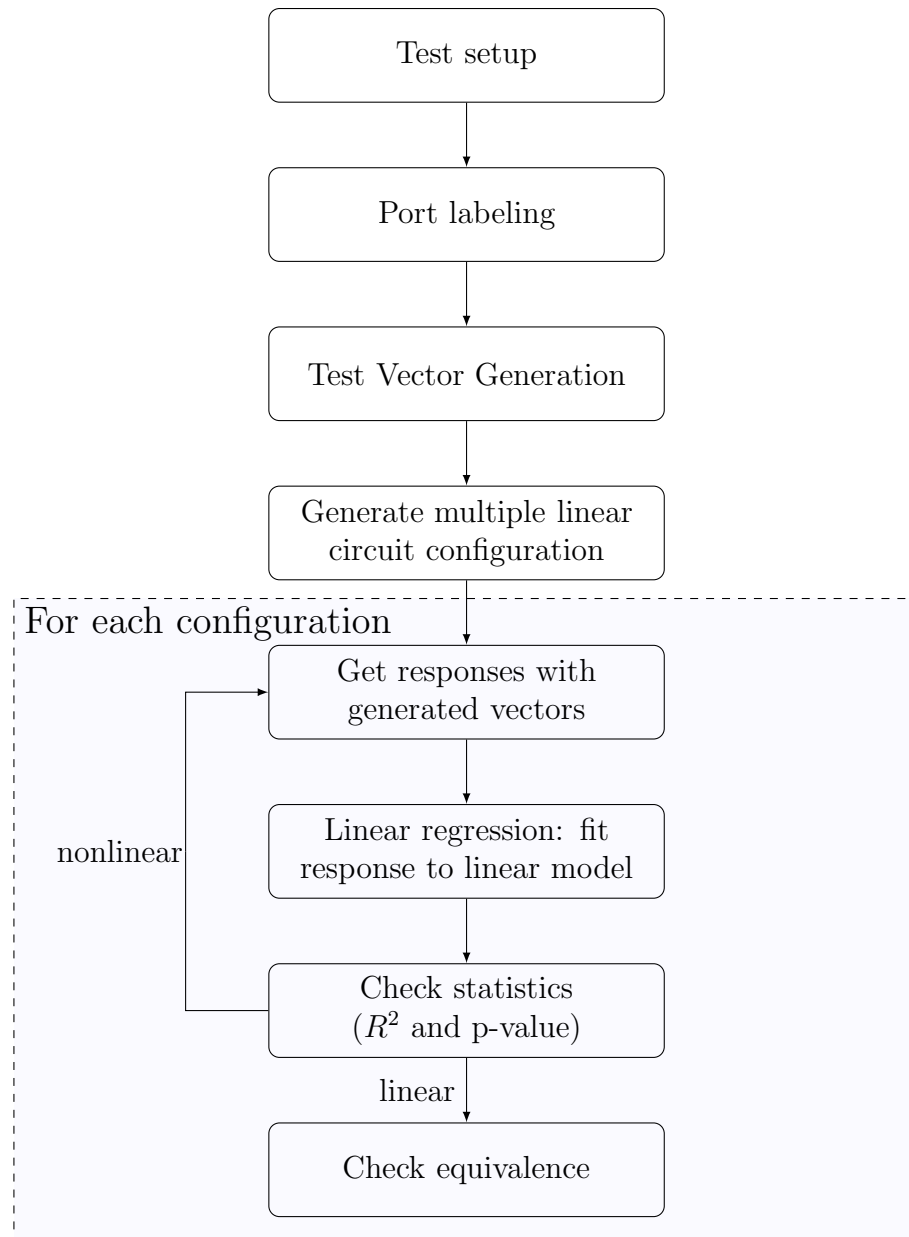 Test setup
Port labeling
Test Vector Generation
Generate multiple linear
circuit configuration
For each configuration
Get responses with
generated vectors
Linear regression: fit
response to linear model
nonlinear
Check statistics
(R² and p-value)
linear
Check equivalence